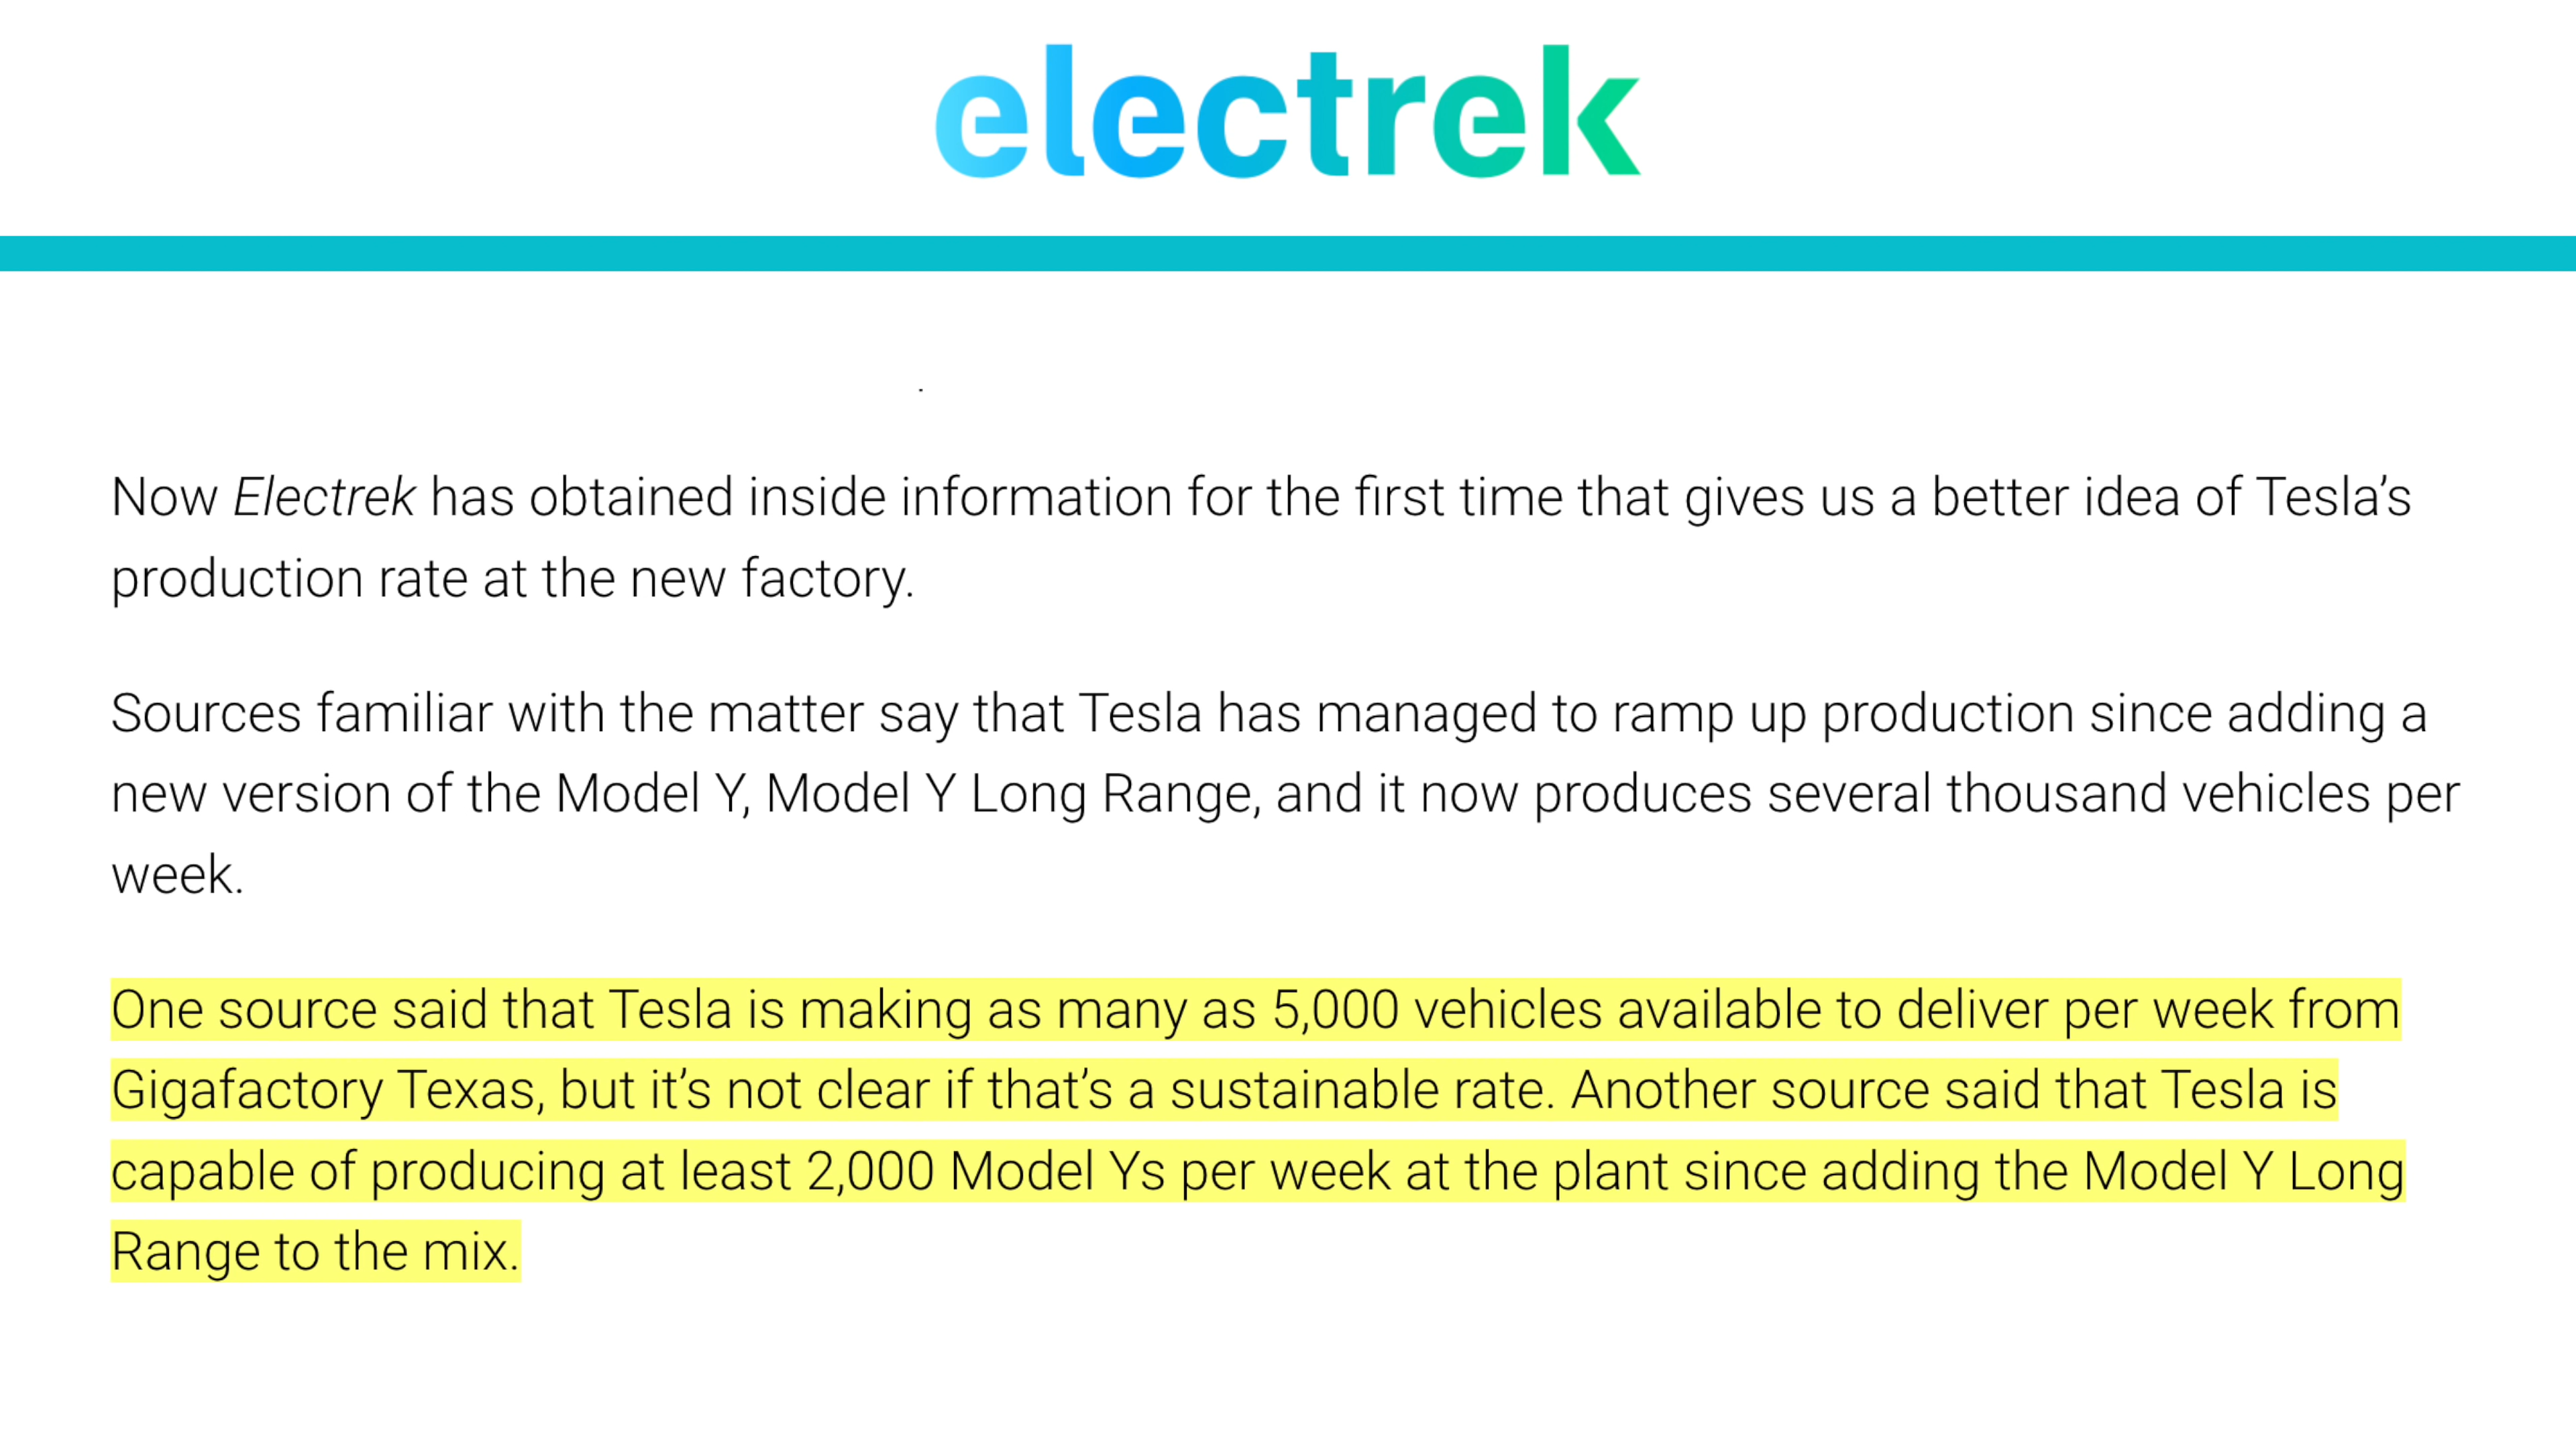 electrek
Now Electrek has obtained inside information for the first time that gives us a better idea of Tesla’s
production rate at the new factory.
Sources familiar with the matter say that Tesla has managed to ramp up production since adding a
new version of the Model Y, Model Y Long Range, and it now produces several thousand vehicles per
week.
One source said that Tesla is making as many as 5,000 vehicles available to deliver per week from
Gigafactory Texas, but it’s not clear if that’s a sustainable rate. Another source said that Tesla is
capable of producing at least 2,000 Model Ys per week at the plant since adding the Model Y Long
Range to the mix.